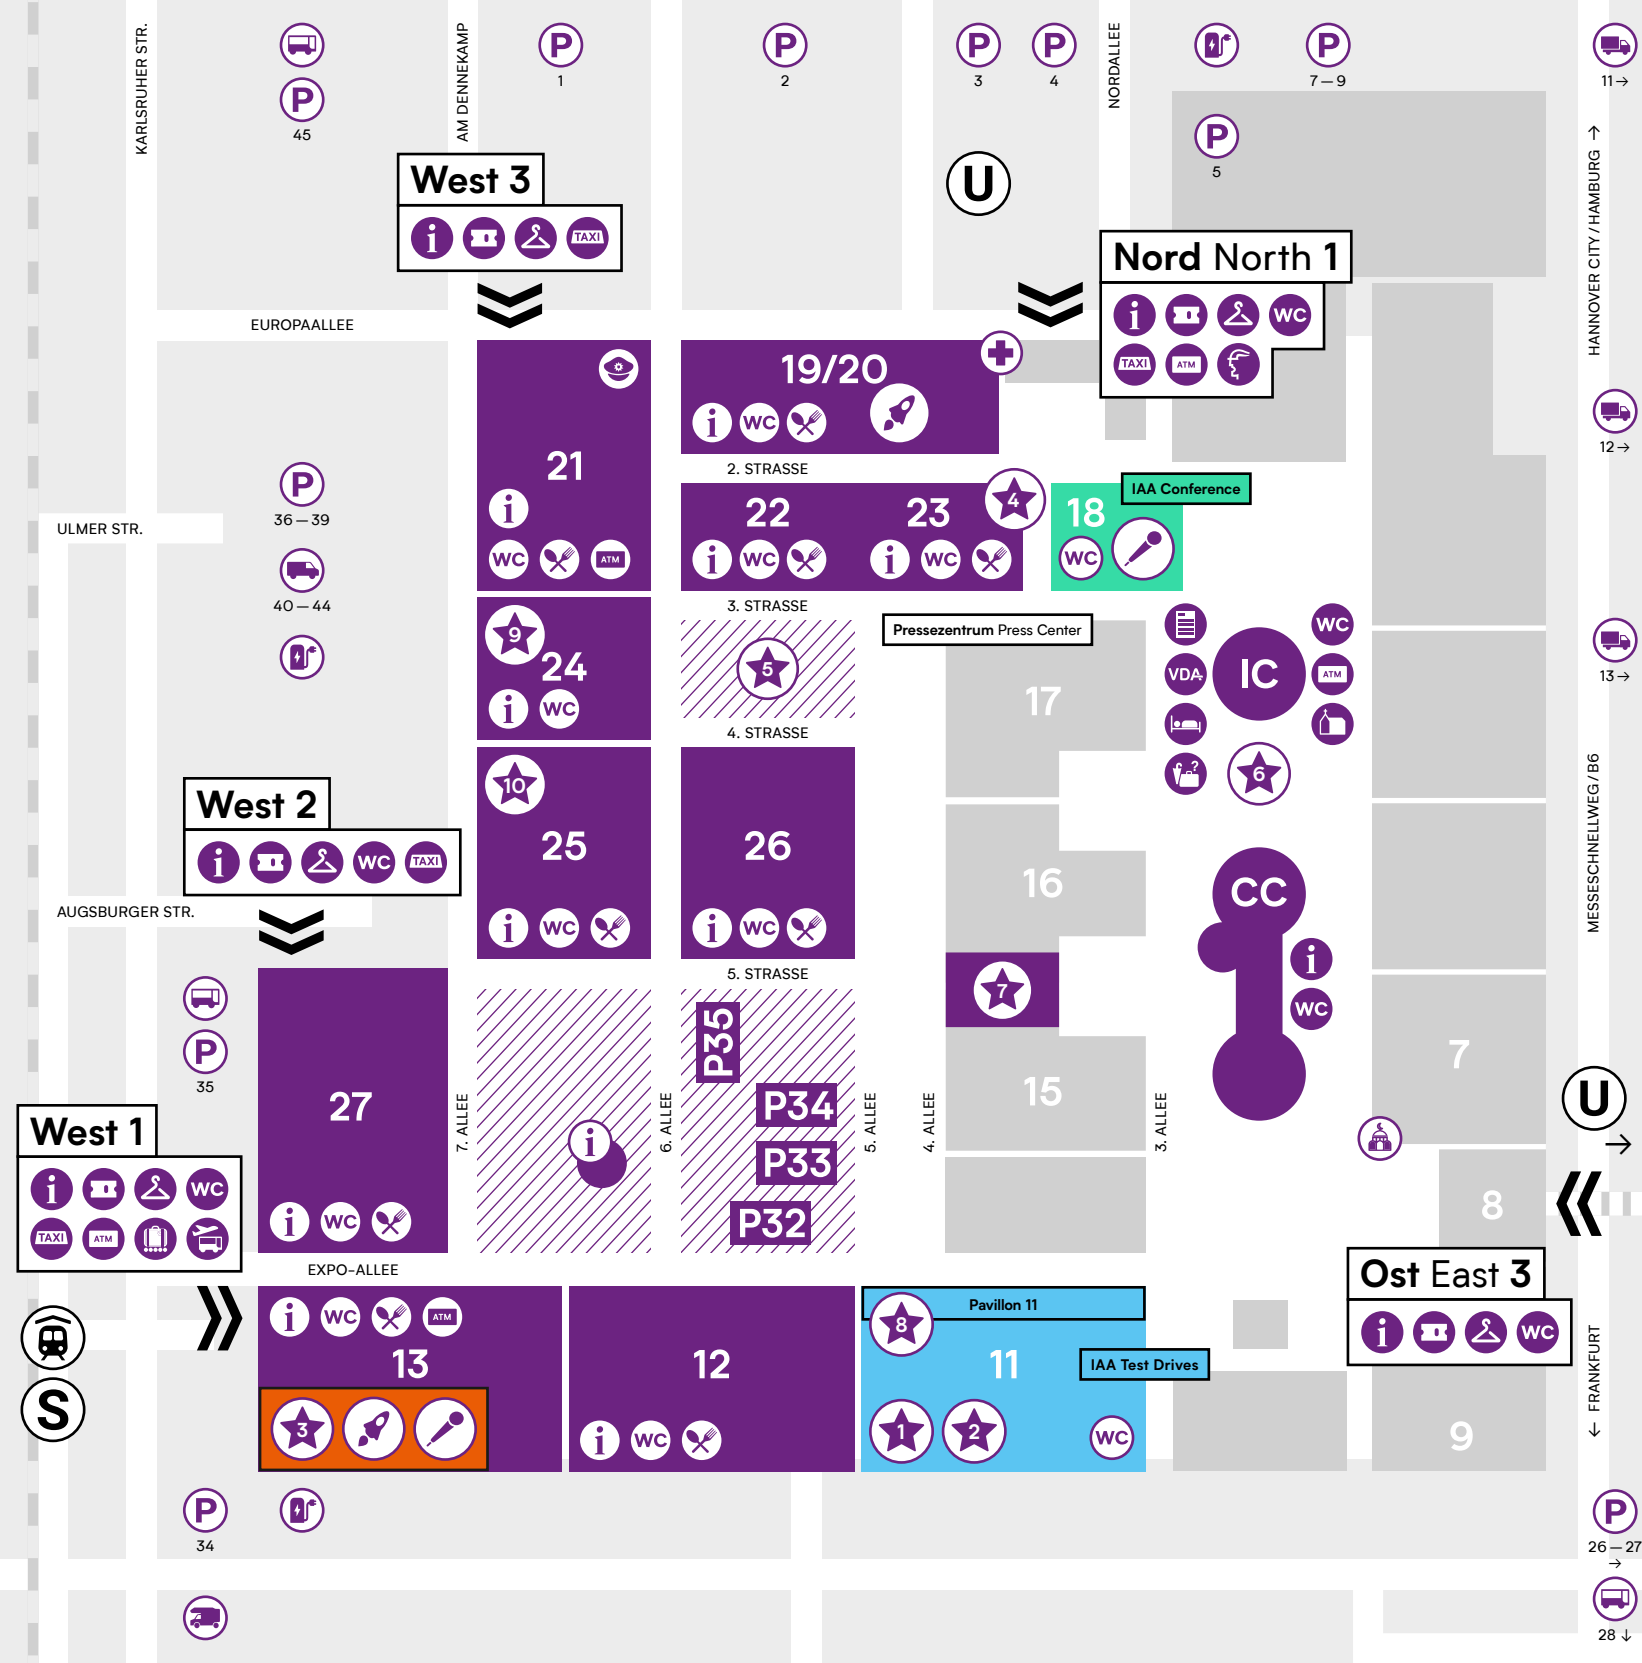 KARLSRUHER STR.
AM DENNEKAMP
NORDALLEE
P
45
P
1
P
2
P
3
P
4
P
7 – 9
P
5
11 →
HANNOVER CITY / HAMBURG →
West 3
i
TAXI
U
Nord North 1
i
WC
TAXI
ATM
EUROPAALLEE
21
i
WC
ATM
19/20
i
WC
2. STRASSE
22
i
WC
23
i
WC
4
IAA Conference
18
WC
3. STRASSE
12 →
P
36 – 39
ULMER STR.
40 – 44
9
24
i
WC
5
4. STRASSE
Pressezentrum Press Center
17
VDA
IC
WC
ATM
?
6
13 →
MESSESCHNELLWEG / B6
West 2
i
WC
TAXI
AUGSBURGER STR.
10
25
i
WC
26
i
WC
5. STRASSE
16
7
15
CC
i
WC
7
P
35
27
i
WC
7. ALLEE
i
6. ALLEE
P35
P34
P33
P32
5. ALLEE
4. ALLEE
3. ALLEE
U
→
8
West 1
i
WC
TAXI
ATM
EXPO-ALLEE
Ost East 3
i
WC
S
i
WC
ATM
13
3
12
i
WC
Pavillon 11
8
11
IAA Test Drives
1
2
WC
9
← FRANKFURT
P
34
P
26 – 27
→
28 ↓